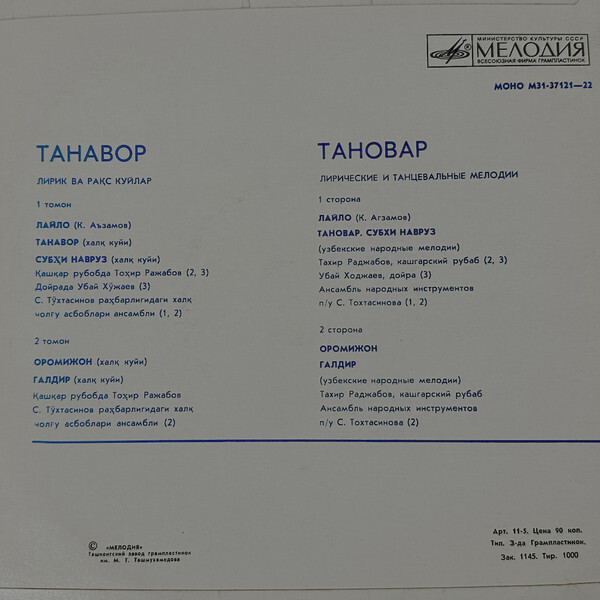 МИНИСТЕРСТВО КУЛЬТУРЫ СССР
МЕЛОДИЯ
ВСЕСОЮЗНАЯ ФИРМА ГРАМПЛАСТИНОК
МОНО М31-37121—22
ТАНАВОР
ЛИРИК ВА РАҚС КУЙЛАР
1 томон
ЛАЙЛО (К. Аъзамов)
ТАНАВОР (халқ куйи)
СУБҲИ НАВРУЗ (халқ куйи)
Қашқар рубобда Тоҳир Ражабов (2, 3)
Дойрада Убай Хўжаев (3)
С. Тўхтасинов раҳбарлигидаги халқ
чолғу асбоблари ансамбли (1, 2)
2 томон
ОРОМИЖОН (халқ куйи)
ГАЛДИР (халқ куйи)
Қашқар рубобда Тоҳир Ражабов
С. Тўхтасинов раҳбарлигидаги халқ
чолғу асбоблари ансамбли (2)
ТАНОВАР
ЛИРИЧЕСКИЕ И ТАНЦЕВАЛЬНЫЕ МЕЛОДИИ
1 сторона
ЛАЙЛО (К. Агзамов)
ТАНОВАР. СУБХИ НАВРУЗ
(узбекские народные мелодии)
Тахир Раджабов, кашгарский рубаб (2, 3)
Убай Ходжаев, дойра (3)
Ансамбль народных инструментов
п/у С. Тохтасинова (1, 2)
2 сторона
ОРОМИЖОН
ГАЛДИР
(узбекские народные мелодии)
Тахир Раджабов, кашгарский рубаб
Ансамбль народных инструментов
п/у С. Тохтасинова (2)
© «МЕЛОДИЯ»
Ташкентский завод грампластинок
им. М. Т. Ташмухамедова
Арт. 11-5. Цена 90 коп.
Тип. З-да Грампластинок.
Зак. 1145. Тир. 1000